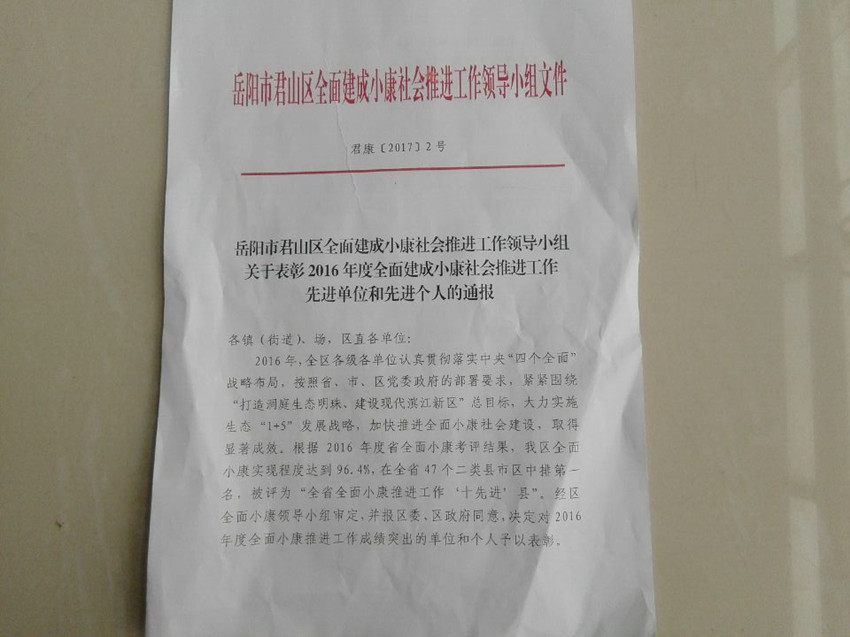 岳阳市君山区全面建成小康社会推进工作领导小组文件
君康〔2017〕2号
岳阳市君山区全面建成小康社会推进工作领导小组
关于表彰2016年度全面建成小康社会推进工作
先进单位和先进个人的通报
各镇（街道）、场，区直各单位：
2016年，全区各级各单位认真贯彻落实中央“四个全面”
战略布局，按照省、市、区党委政府的部署要求，紧紧围绕
“打造洞庭生态明珠、建设现代滨江新区”总目标，大力实施
生态“1+5”发展战略，加快推进全面小康社会建设，取得
显著成效。根据2016年度省全面小康考评结果，我区全面
小康实现程度达到96.4%，在全省47个二类县市区中排第一
名，被评为“全省全面小康推进工作‘十先进’县”。经区
全面小康领导小组审定，并报区委、区政府同意，决定对2016
年度全面小康推进工作成绩突出的单位和个人予以表彰。